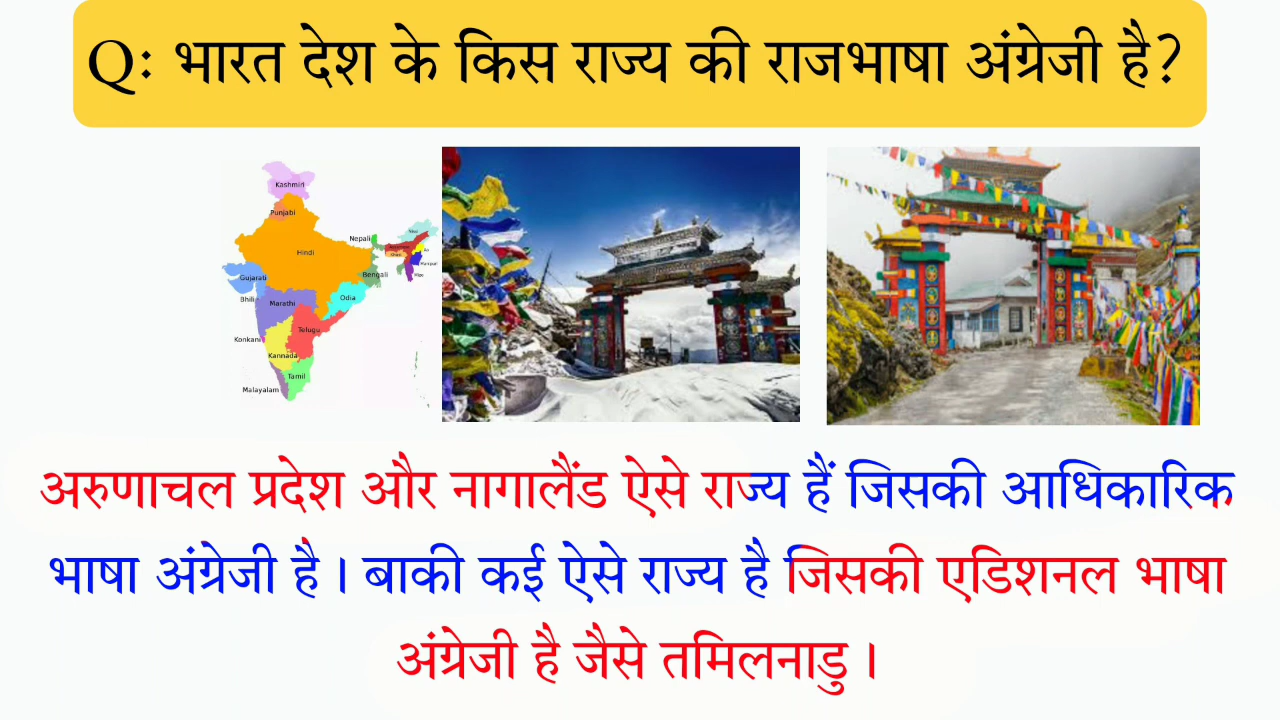 Q: भारत देश के किस राज्य की राजभाषा अंग्रेजी है?
Kashmiri
Punjabi
Nepali
Hindi
Gujarati
Bengali
Bhili
Marathi
Odia
Telugu
Konkani
Kannada
Tamil
Malayalam
अरुणाचल प्रदेश और नागालैंड ऐसे राज्य हैं जिसकी आधिकारिक
भाषा अंग्रेजी है। बाकी कई ऐसे राज्य है जिसकी एडिशनल भाषा
अंग्रेजी है जैसे तमिलनाडु।